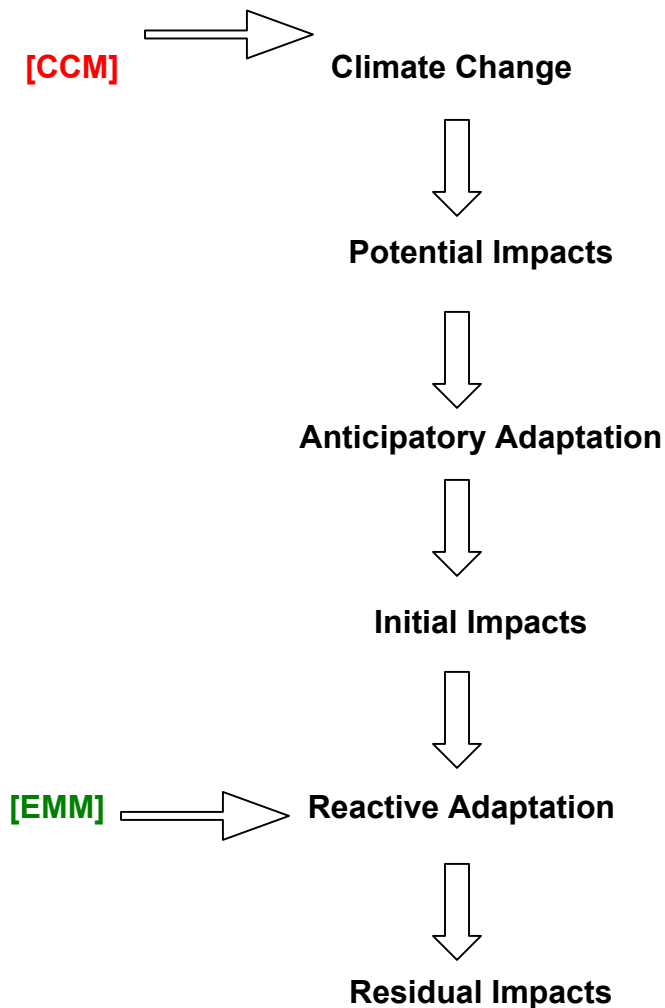 [CCM]
Climate Change
Potential Impacts
Anticipatory Adaptation
Initial Impacts
[EMM]
Reactive Adaptation
Residual Impacts